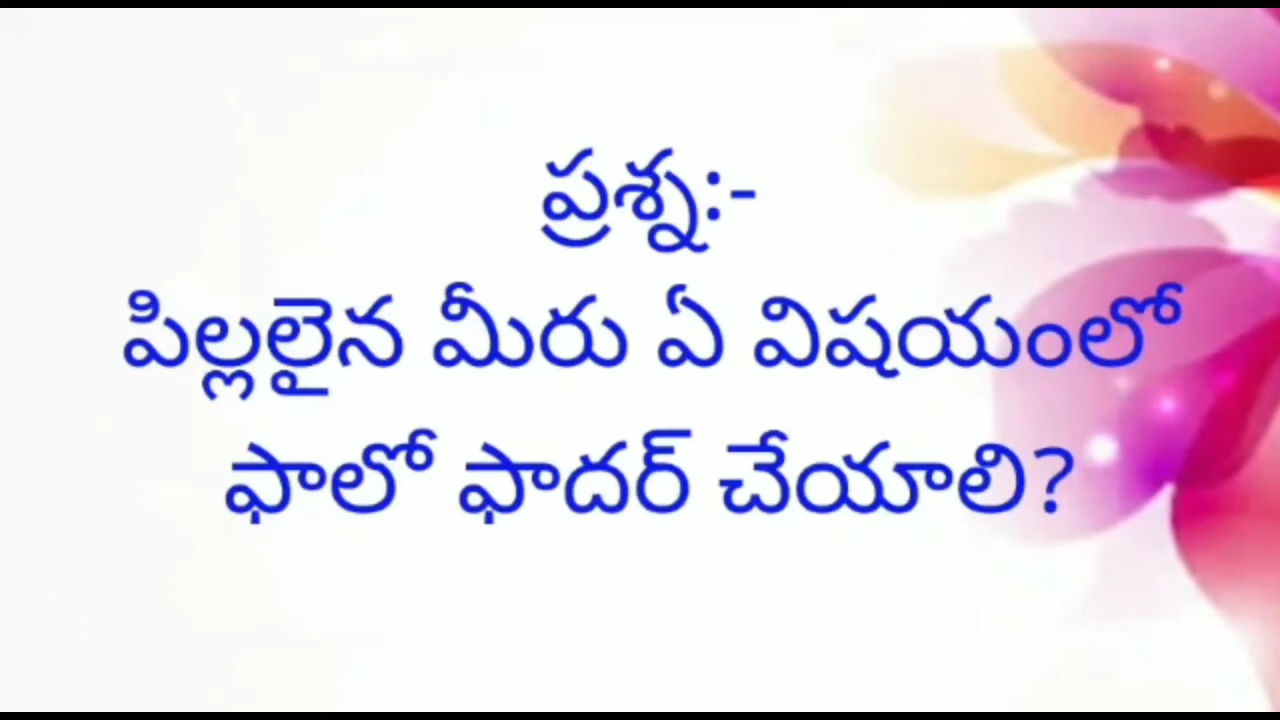 ప్రశ్న:-
పిల్లలైన మీరు ఏ విషయంలో
ఫాలో ఫాదర్ చేయాలి?